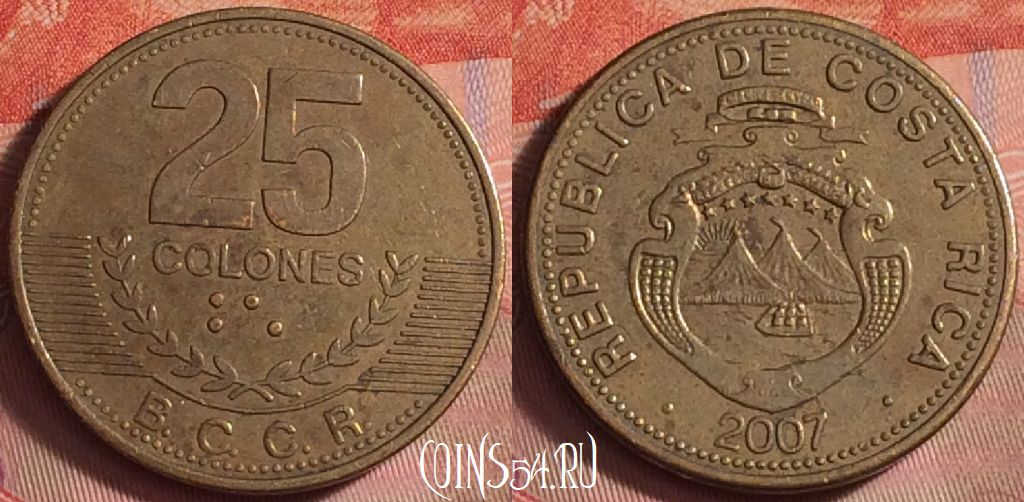 25
COLONES
B. C. C. R.
REPUBLICA DE COSTA RICA
2007
COINS54.RU